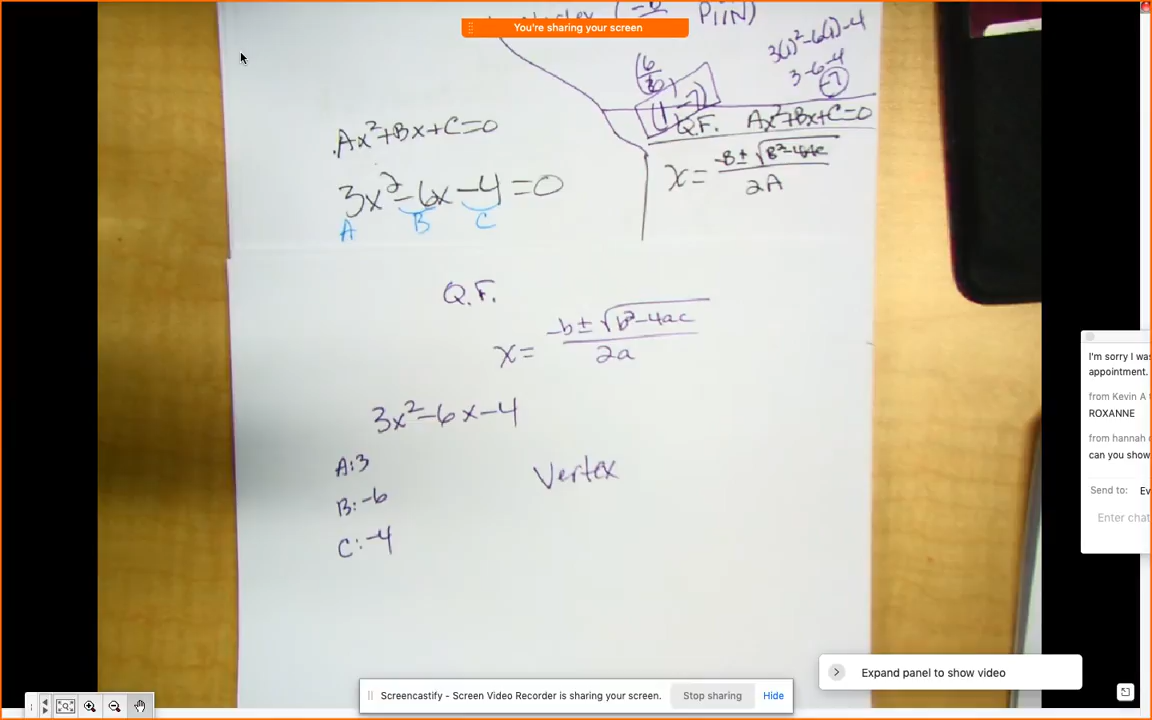 You're sharing your screen
3(1)²-6(1)-4
3-6-4
-7
(1, -7)
Q.F. Ax²+Bx+C=0
x= -B±√B²-4ac / 2A
Ax²+Bx+C=0
3x²-6x-4=0
A B C
Q.F.
x= -b±√b²-4ac / 2a
3x²-6x-4
A:3
B:-6
C:-4
Vertex
I'm sorry I was
appointment.
from Kevin A
ROXANNE
from hannah
can you show
Send to:
Enter chat
Expand panel to show video
Screencastify - Screen Video Recorder is sharing your screen.
Stop sharing
Hide